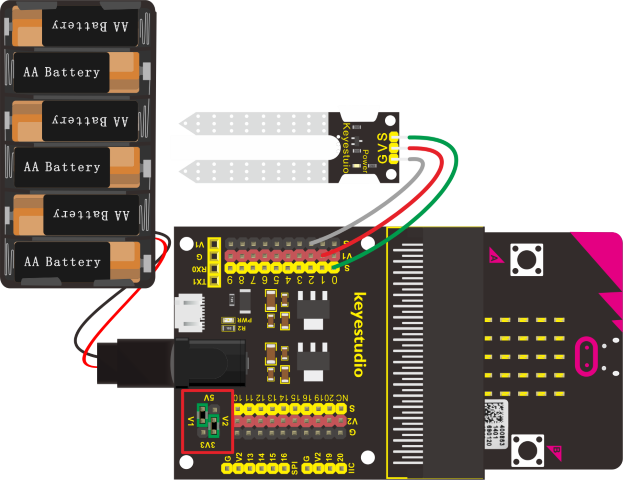 AA Battery
AA Battery
AA Battery
AA Battery
AA Battery
AA Battery
Keyestuio
Power
G V S
V1
G
RX0
TX1
G
V1
S
9 8 7 6 5 4 3 2 1 0
PWR
R2
keyestudio
5V
V1
V2
3V3
10 11 12 13 14 15 16 19 20 NC
S
V2
G
G V2 13 14 15 16 SPI
G V2 19 20 IIC
A
B